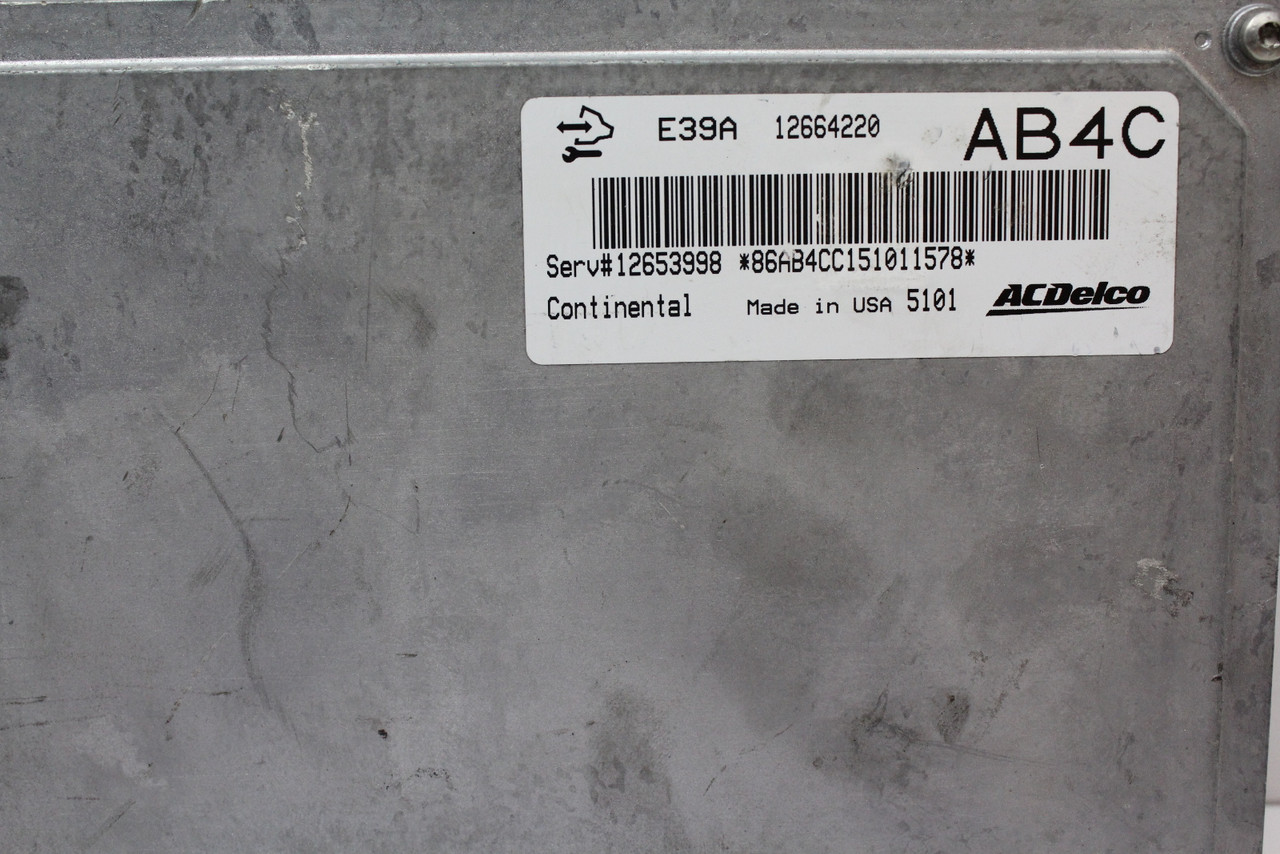 E39A 12664220 AB4C
Serv#12653998 *86AB4CC151011578*
Continental Made in USA 5101 ACDelco